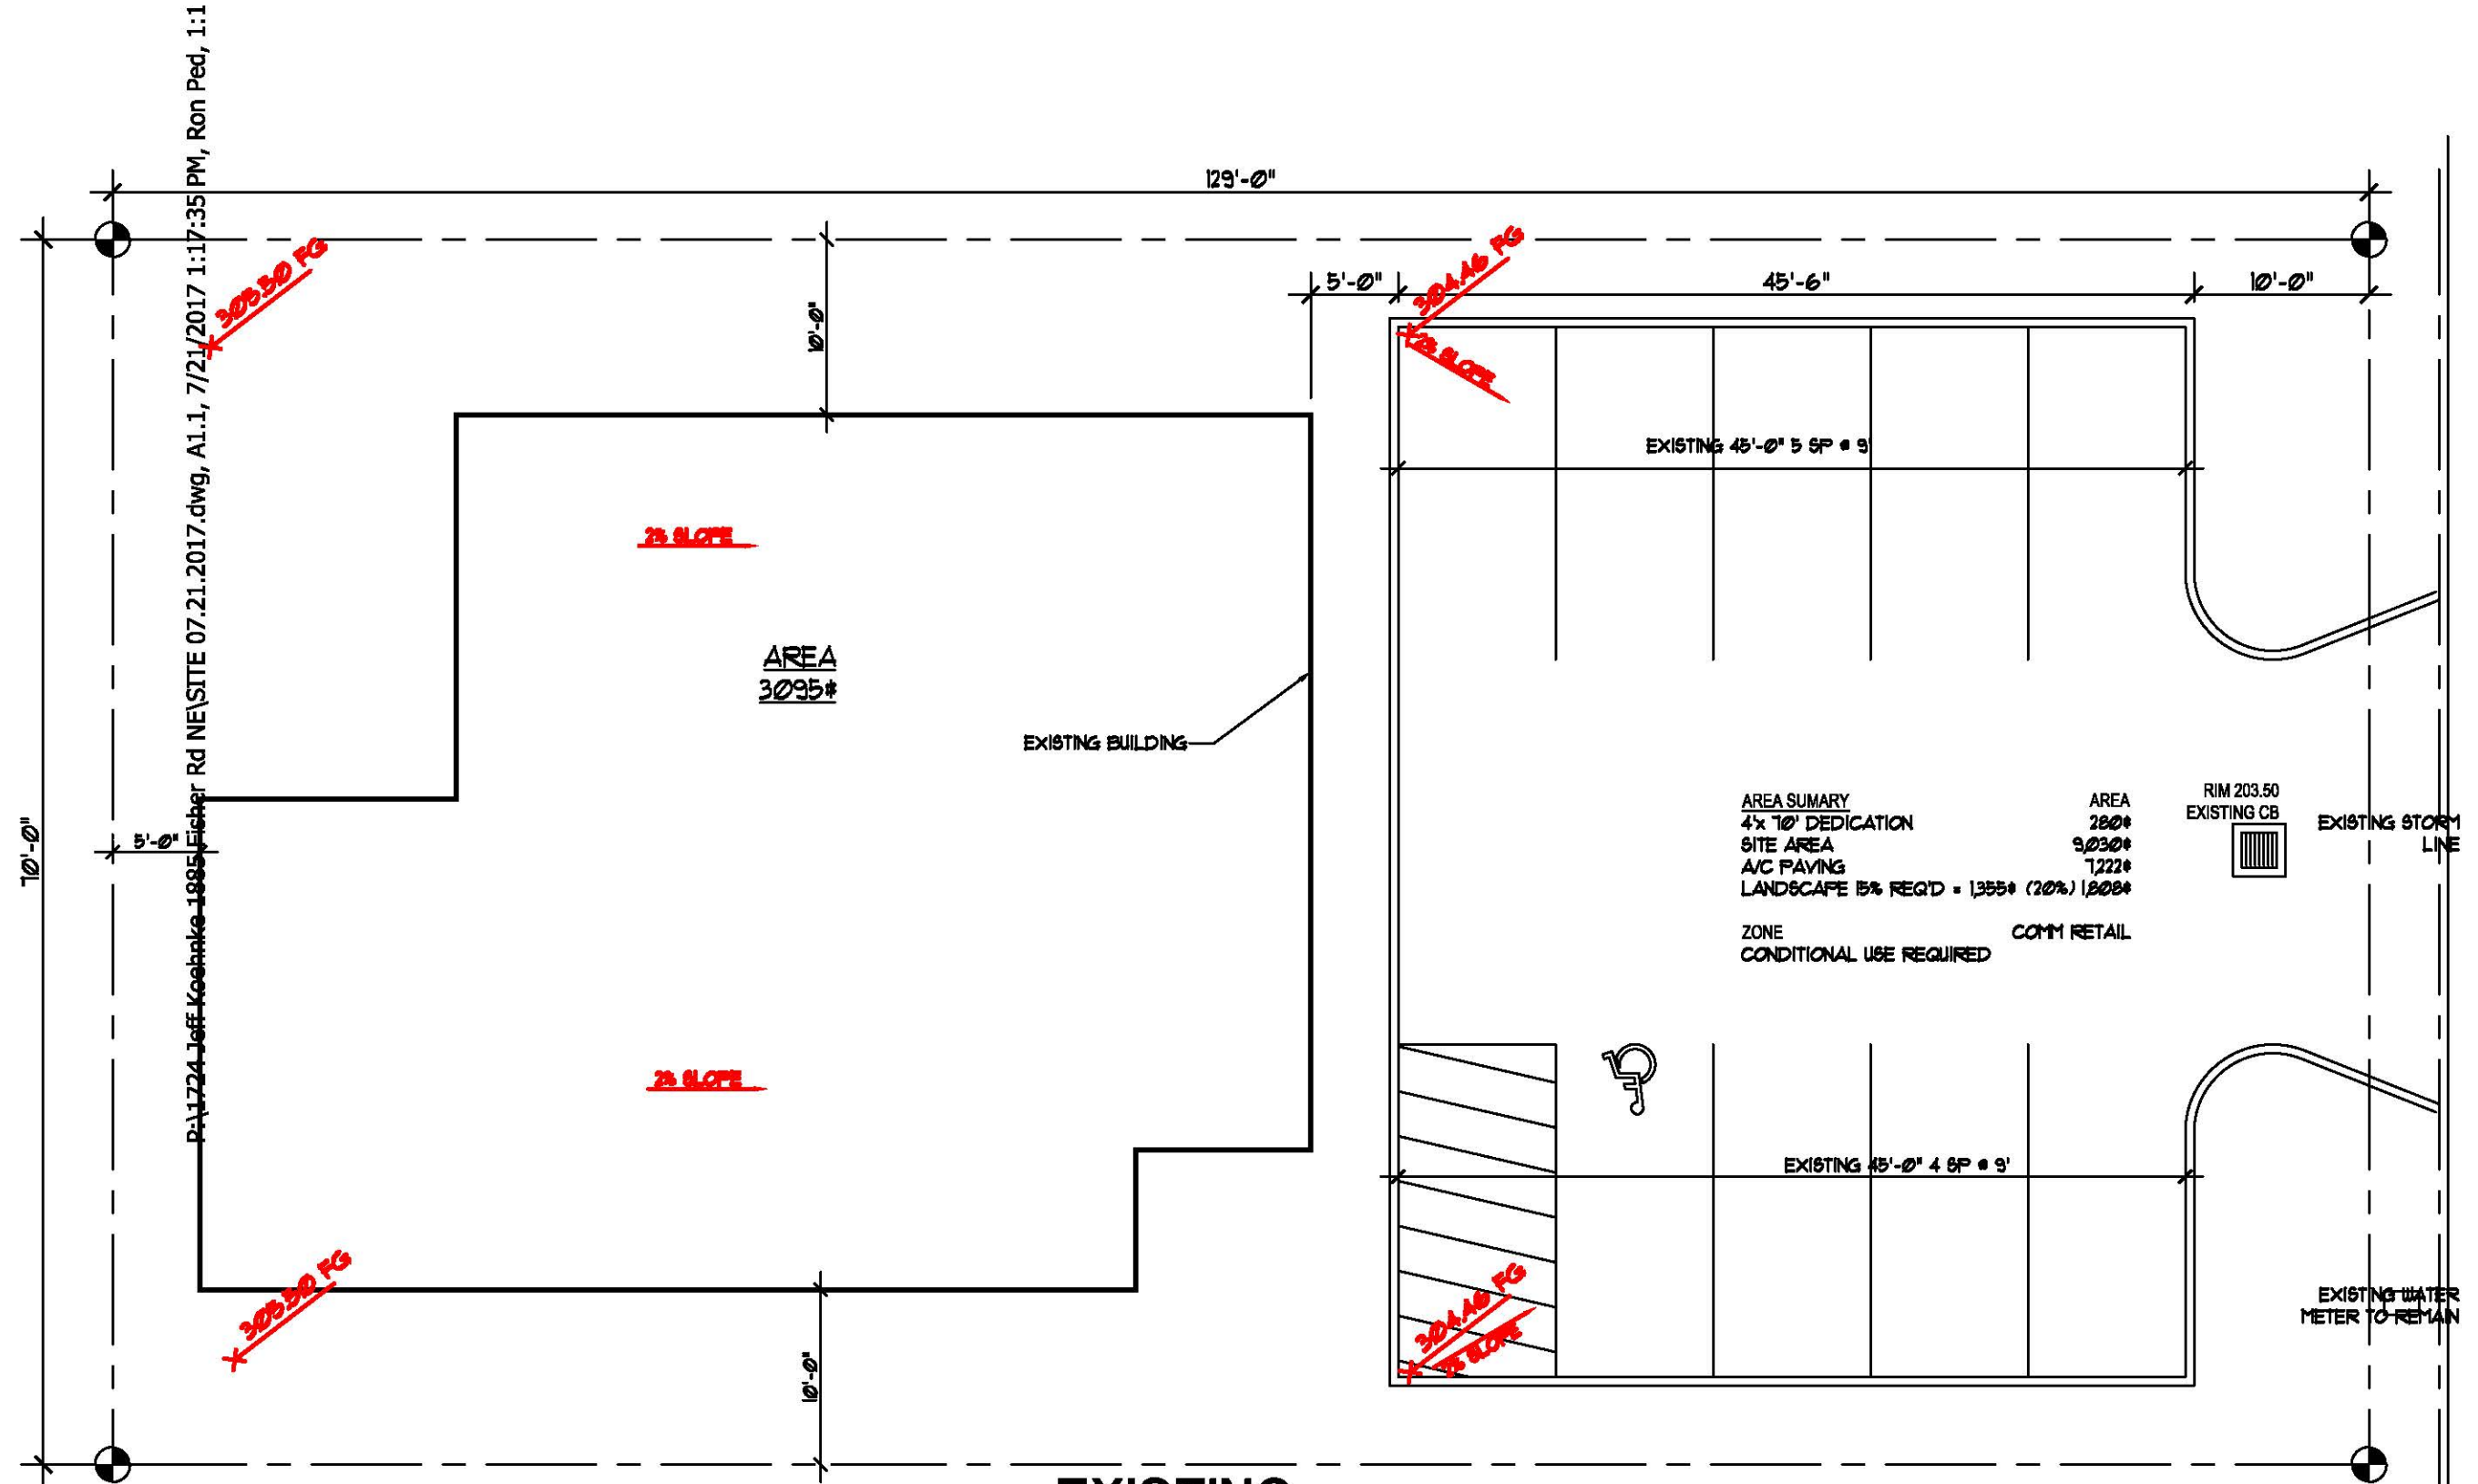 P:\1724 Jeff Koehnke 1885 Fisher Rd NE\SITE 07.21.2017.dwg, A1.1, 7/21/2017 1:17:35 PM, Ron Ped, 1:1
129'-0"
305.50 FG
304.46 FG
5'-0"
45'-6"
10'-0"
10'-0"
2% SLOPE
EXISTING 45'-0" 5 SP @ 9'
2% SLOPE
AREA
3095#
EXISTING BUILDING
70'-0"
5'-0"
AREA SUMARY AREA
4'x 70' DEDICATION 280#
SITE AREA 9,030#
A/C PAVING 7,222#
LANDSCAPE 15% REQ'D = 1,355# (20%) 1,808#
ZONE COMM RETAIL
CONDITIONAL USE REQUIRED
RIM 203.50
EXISTING CB
EXISTING STORM
LINE
2% SLOPE
EXISTING 45'-0" 4 SP @ 9'
305.50 FG
304.46 FG
2% SLOPE
EXISTING WATER
METER TO REMAIN
10'-0"
EXISTING